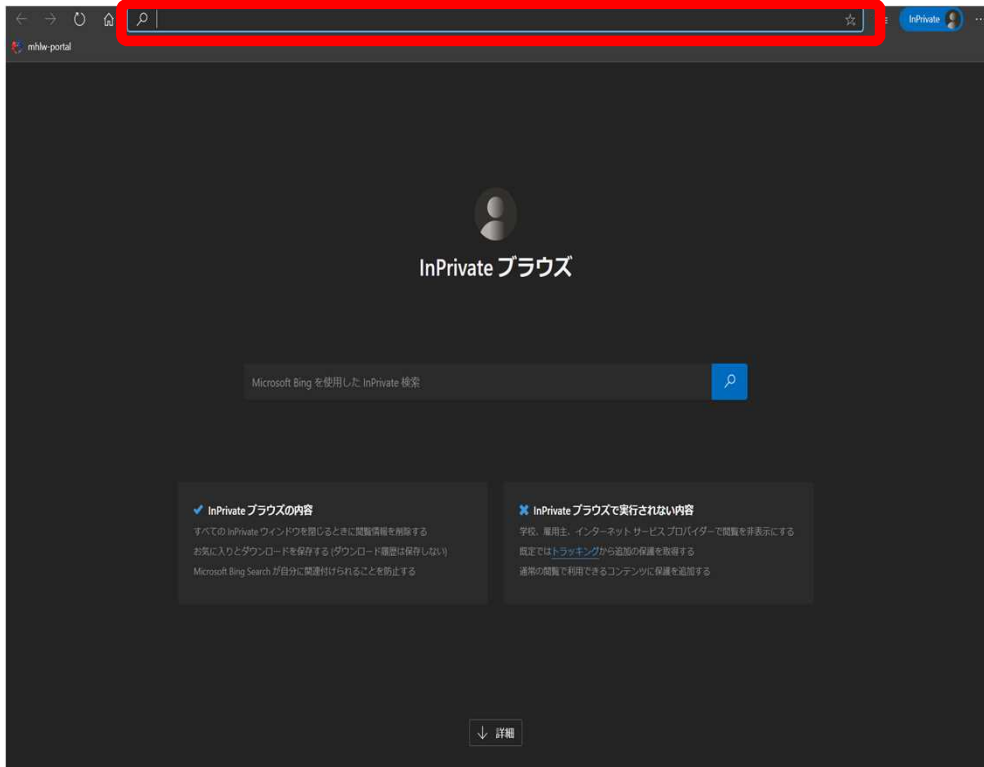 InPrivate
mhlw-portal
InPrivate ブラウズ
Microsoft Bing を使用した InPrivate 検索
InPrivate ブラウズの内容
すべての InPrivate ウィンドウを閉じるときに閲覧情報を削除する
お気に入りとダウンロードを保存する (ダウンロード履歴は保存しない)
Microsoft Bing Search が自分に関連付けられることを防止する
InPrivate ブラウズで実行されない内容
学校、雇用主、インターネット サービス プロバイダーで閲覧を非表示にする
既定ではトラッキングから追加の保護を取得する
通常の閲覧で利用できるコンテンツに保護を追加する
詳細